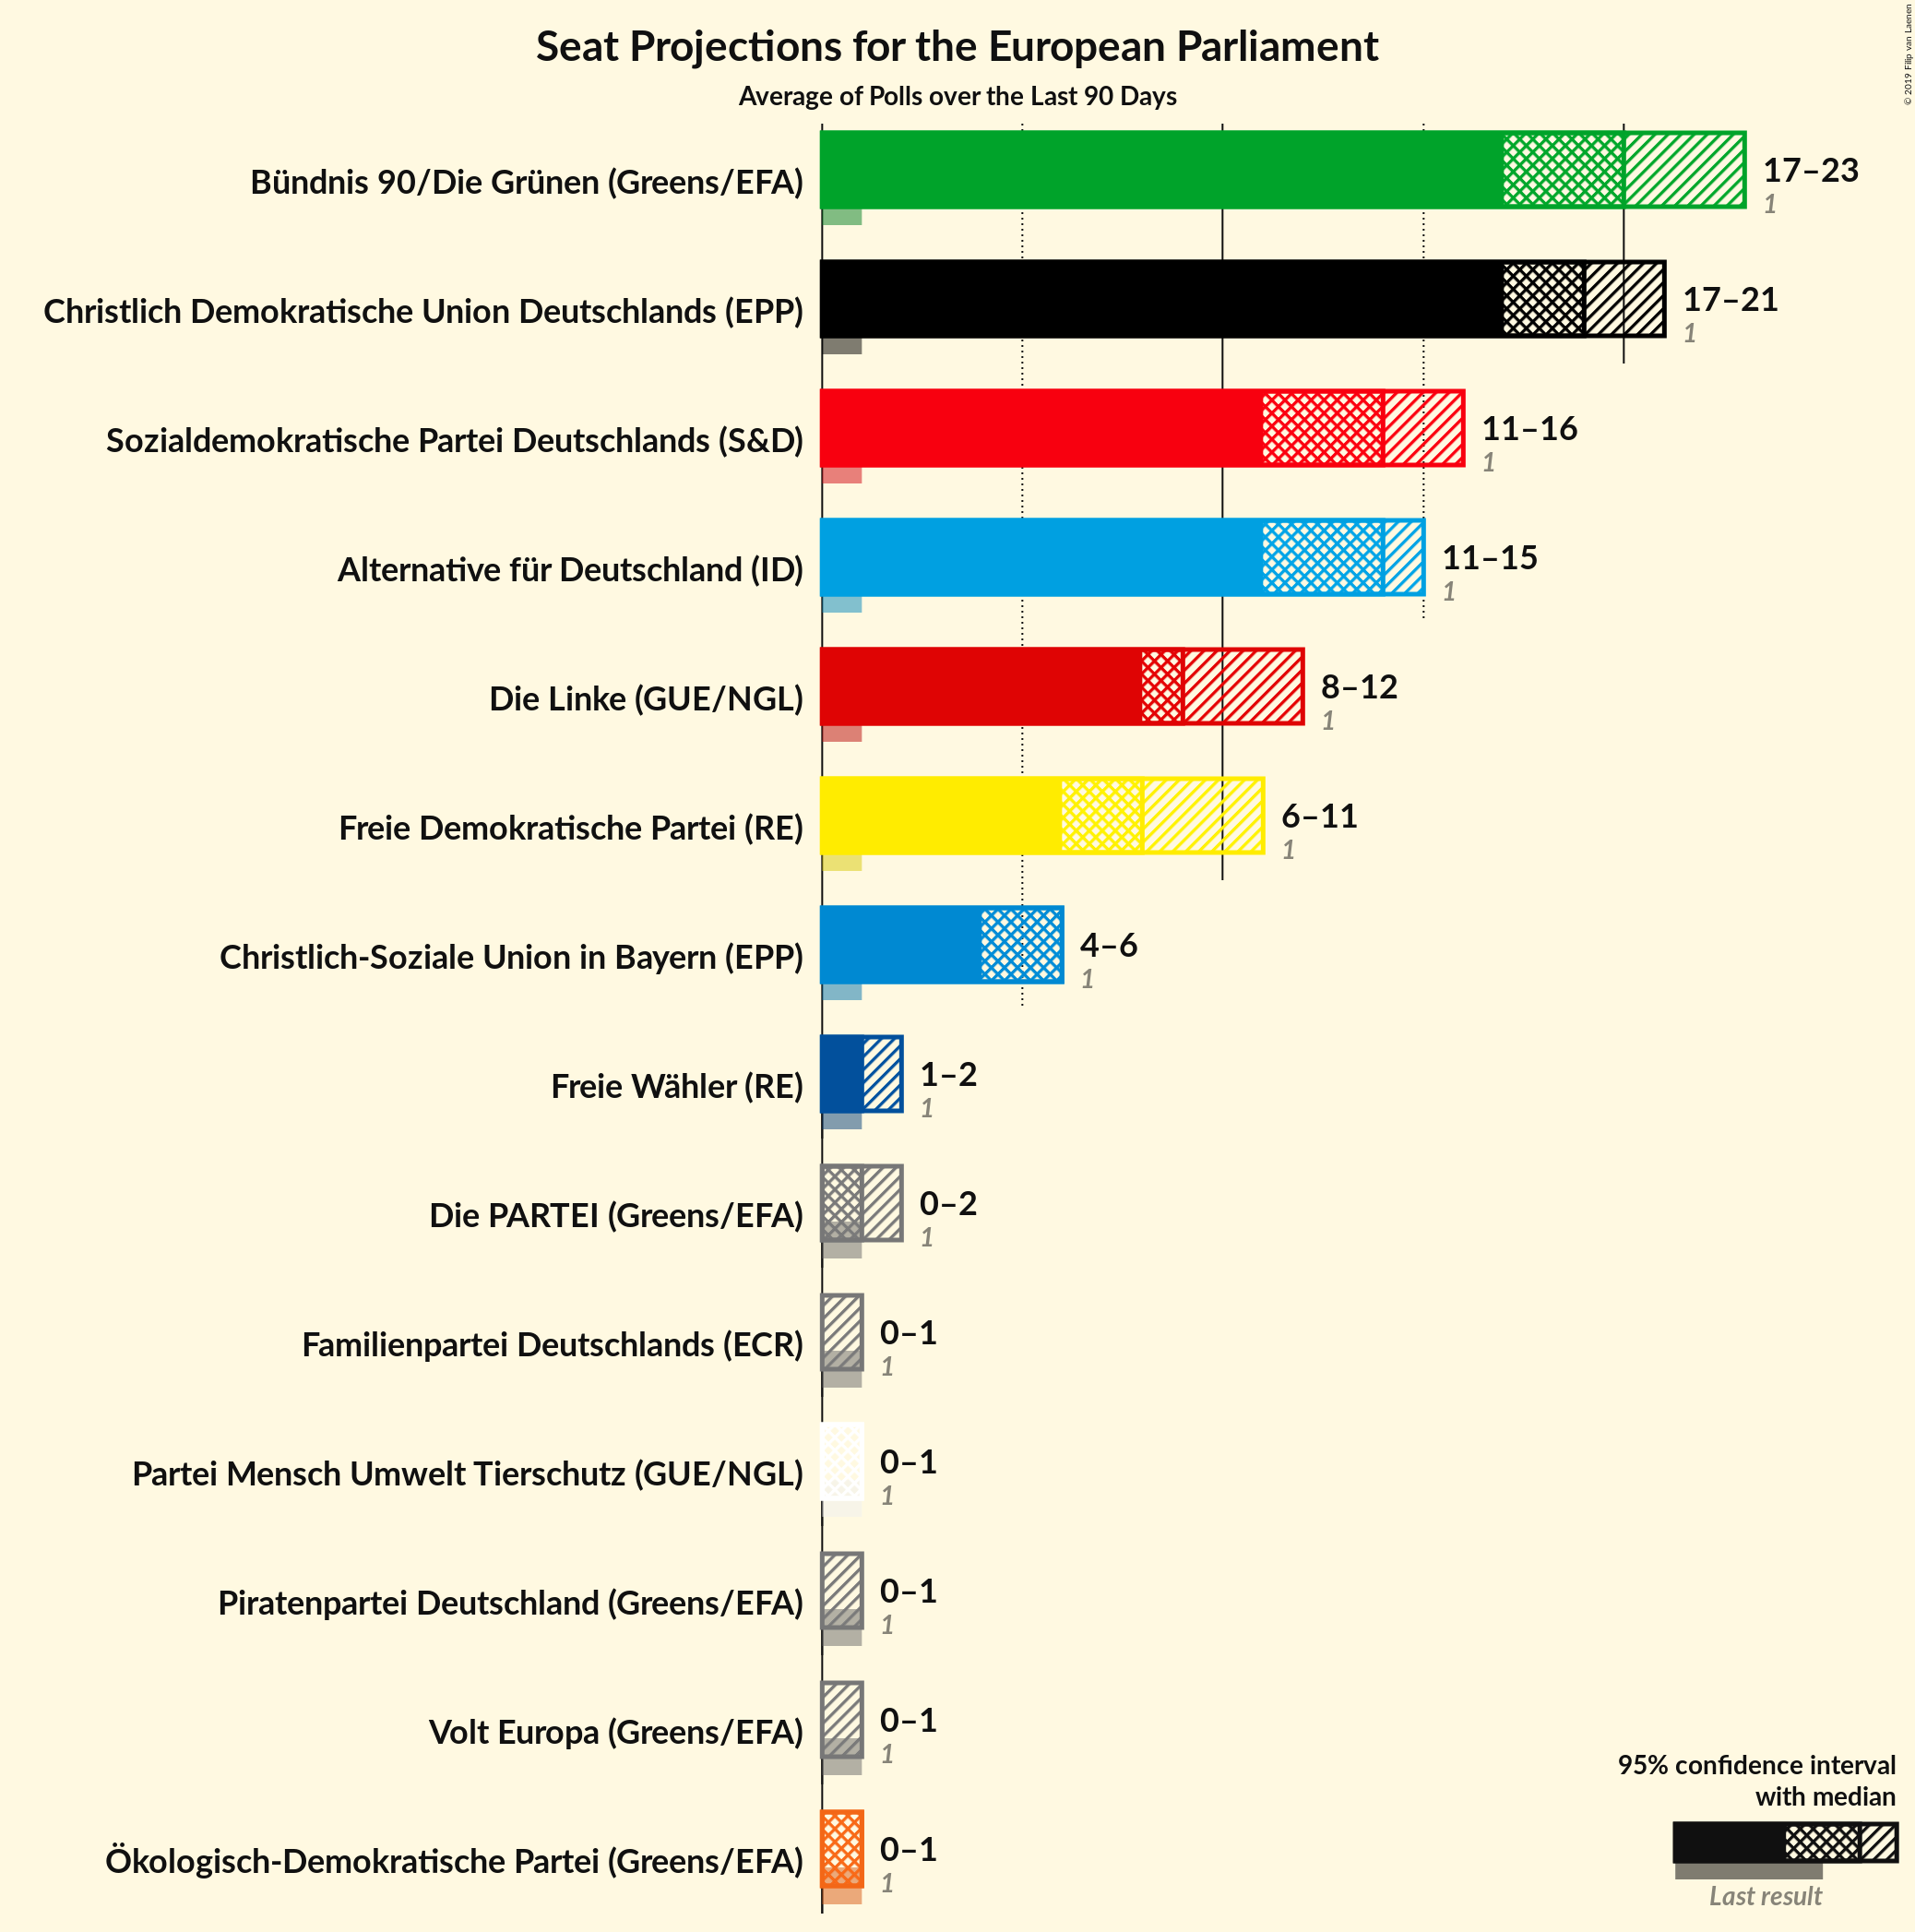 Seat Projections for the European Parliament
Average of Polls over the Last 90 Days
© 2019 Filip van Laenen
Bündnis 90/Die Grünen (Greens/EFA)
17–23
1
Christlich Demokratische Union Deutschlands (EPP)
17–21
1
Sozialdemokratische Partei Deutschlands (S&D)
11–16
1
Alternative für Deutschland (ID)
11–15
1
Die Linke (GUE/NGL)
8–12
1
Freie Demokratische Partei (RE)
6–11
1
Christlich-Soziale Union in Bayern (EPP)
4–6
1
Freie Wähler (RE)
1–2
1
Die PARTEI (Greens/EFA)
0–2
1
Familienpartei Deutschlands (ECR)
0–1
1
Partei Mensch Umwelt Tierschutz (GUE/NGL)
0–1
1
Piratenpartei Deutschland (Greens/EFA)
0–1
1
Volt Europa (Greens/EFA)
0–1
1
Ökologisch-Demokratische Partei (Greens/EFA)
0–1
1
95% confidence interval
with median
Last result